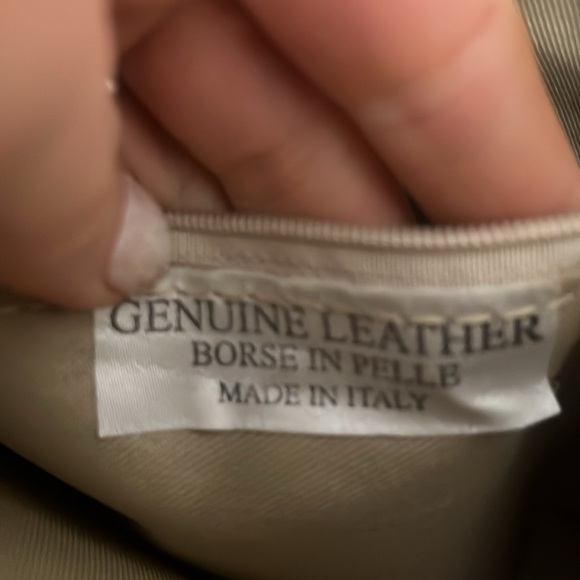 GENUINE LEATHER
BORSE IN PELLE
MADE IN ITALY